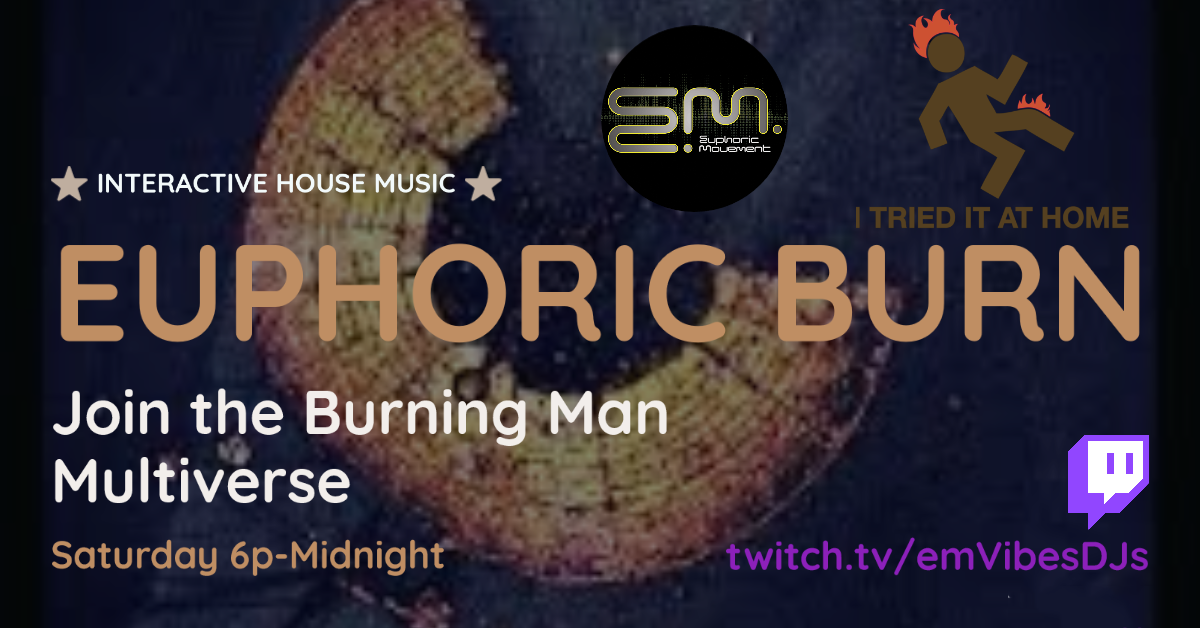 EM.
Euphoric
Movement
I TRIED IT AT HOME
INTERACTIVE HOUSE MUSIC
EUPHORIC BURN
Join the Burning Man
Multiverse
Saturday 6p-Midnight
twitch.tv/emVibesDJs